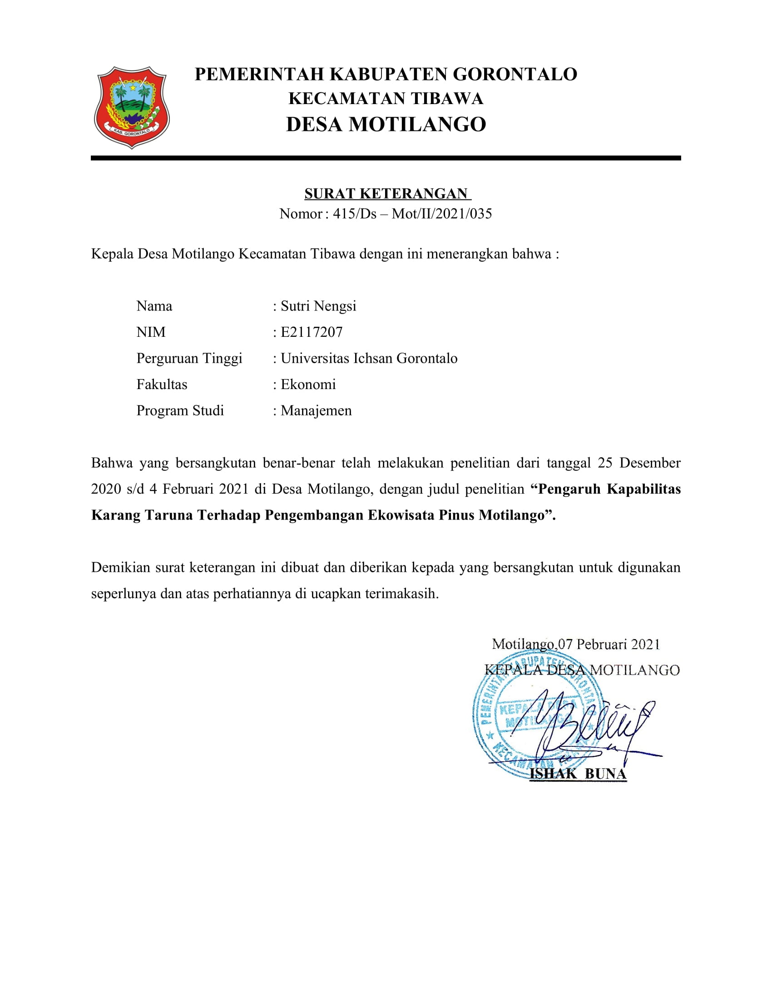 PEMERINTAH KABUPATEN GORONTALO
KECAMATAN TIBAWA
DESA MOTILANGO
KAB. GORONTALO
SURAT KETERANGAN
Nomor : 415/Ds – Mot/II/2021/035
Kepala Desa Motilango Kecamatan Tibawa dengan ini menerangkan bahwa :
Nama : Sutri Nengsi
NIM : E2117207
Perguruan Tinggi : Universitas Ichsan Gorontalo
Fakultas : Ekonomi
Program Studi : Manajemen
Bahwa yang bersangkutan benar-benar telah melakukan penelitian dari tanggal 25 Desember
2020 s/d 4 Februari 2021 di Desa Motilango, dengan judul penelitian “Pengaruh Kapabilitas
Karang Taruna Terhadap Pengembangan Ekowisata Pinus Motilango”.
Demikian surat keterangan ini dibuat dan diberikan kepada yang bersangkutan untuk digunakan
seperlunya dan atas perhatiannya di ucapkan terimakasih.
Motilango,07 Pebruari 2021
KEPALA DESA MOTILANGO
PEMERINTAH KABUPATEN GORONTALO
KEPALA DESA
MOTILANGO
KECAMATAN TIBAWA
ISHAK BUNA